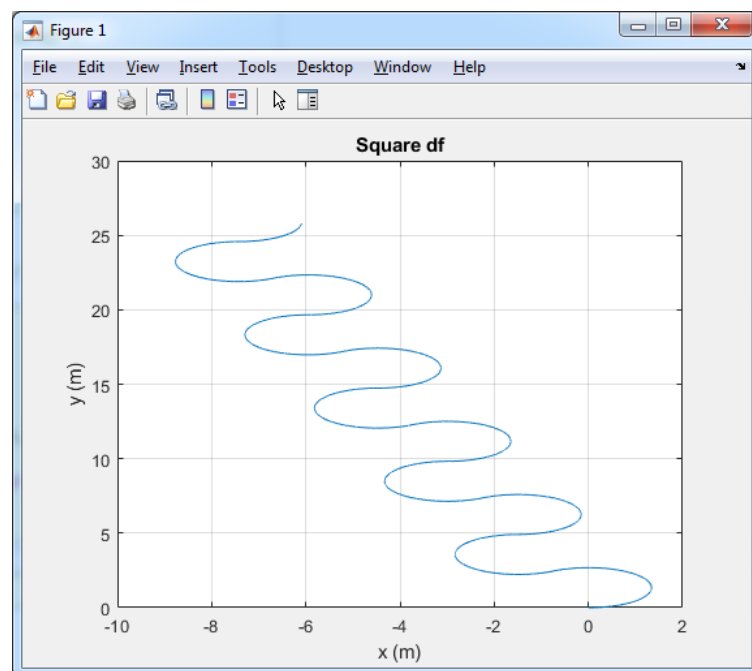 Figure 1
File Edit View Insert Tools Desktop Window Help
Square df
30
25
20
15
10
5
0
y (m)
-10 -8 -6 -4 -2 0 2
x (m)